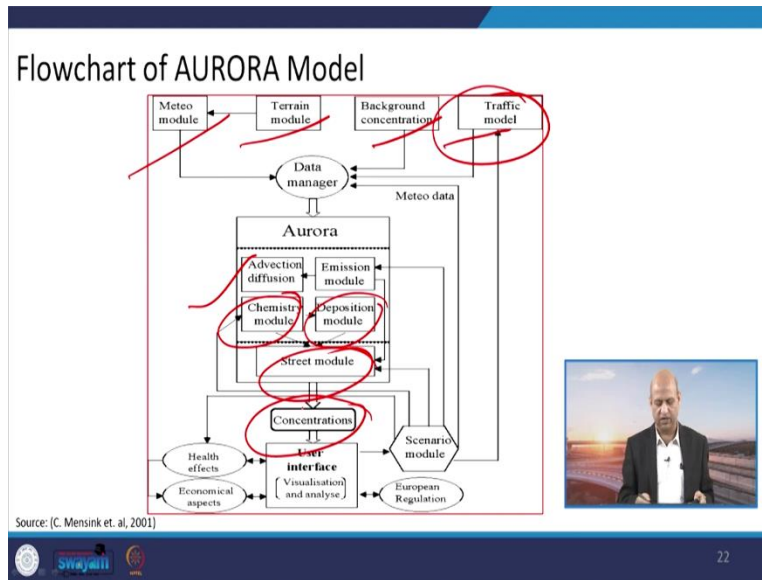 Flowchart of AURORA Model
Meteo
module
Terrain
module
Background
concentration
Traffic
model
Data
manager
Meteo data
Aurora
Advection
diffusion
Emission
module
Chemistry
module
Deposition
module
Street module
Concentrations
User
interface
Visualisation
and analyse
Scenario
module
Health
effects
Economical
aspects
European
Regulation
Source: (C. Mensink et. al, 2001)
swayam
22